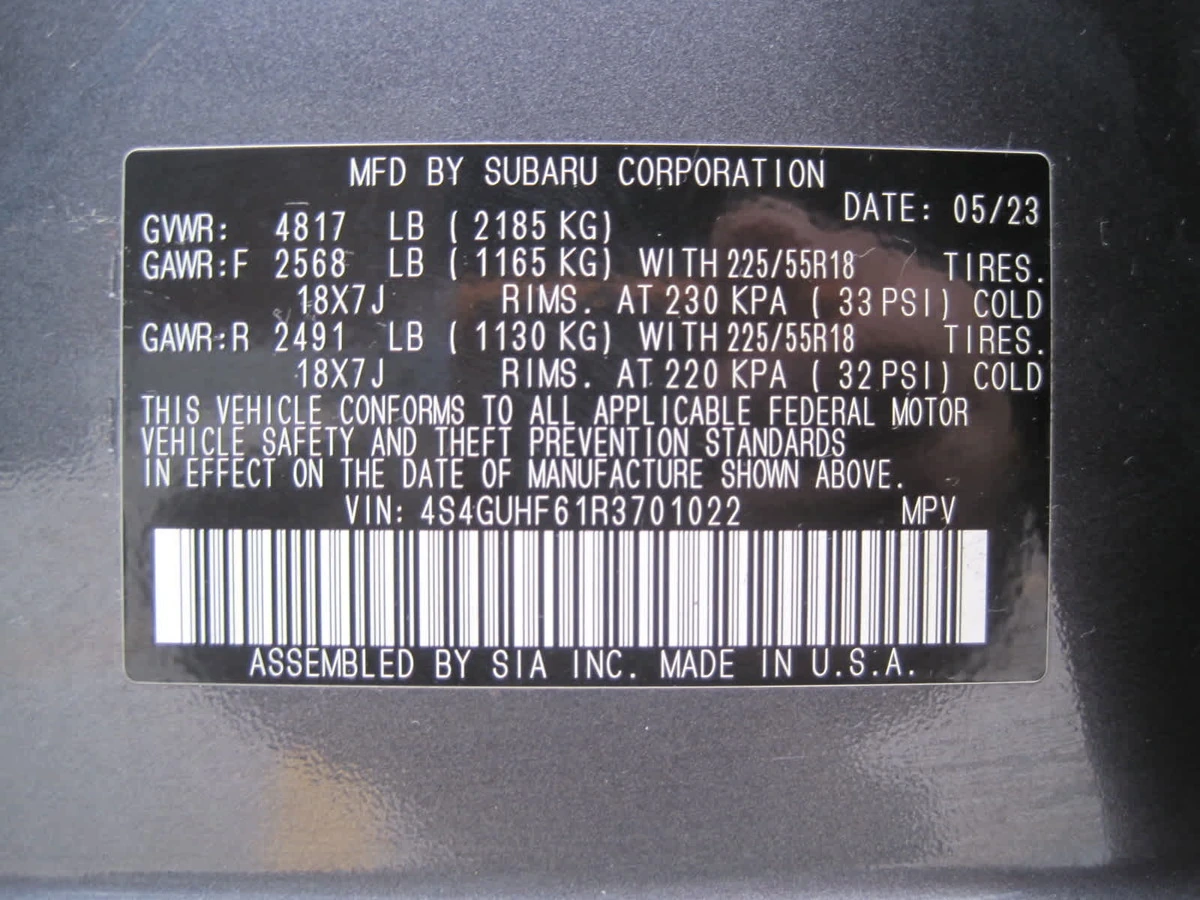 MFD BY SUBARU CORPORATION
DATE: 05/23
GVWR: 4817 LB ( 2185 KG)
GAWR:F 2568 LB ( 1165 KG) WITH 225/55R18 TIRES.
18X7J RIMS. AT 230 KPA ( 33 PSI) COLD
GAWR:R 2491 LB ( 1130 KG) WITH 225/55R18 TIRES.
18X7J RIMS. AT 220 KPA ( 32 PSI) COLD
THIS VEHICLE CONFORMS TO ALL APPLICABLE FEDERAL MOTOR
VEHICLE SAFETY AND THEFT PREVENTION STANDARDS
IN EFFECT ON THE DATE OF MANUFACTURE SHOWN ABOVE.
VIN: 4S4GUHF61R3701022 MPV
ASSEMBLED BY SIA INC. MADE IN U.S.A.